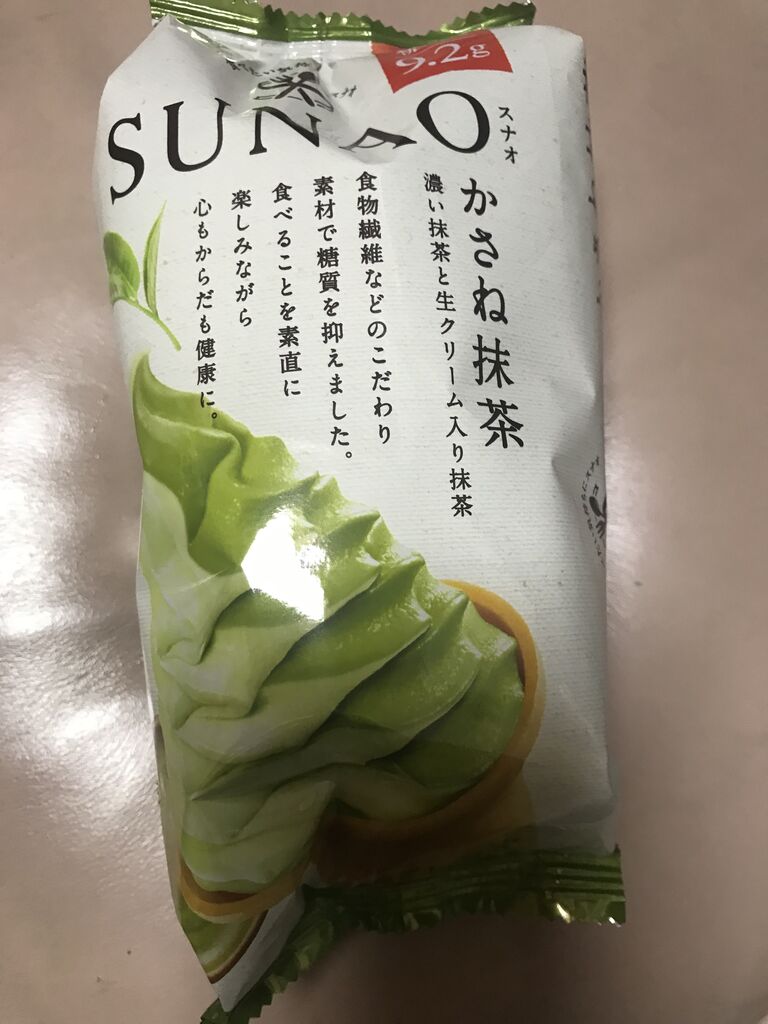 9.2g
SUNAO
スナオ
かさね抹茶
濃い抹茶と生クリーム入り抹茶
食物繊維などのこだわり
素材で糖質を抑えました。
食べることを素直に
楽しみながら
心もからだも健康に。